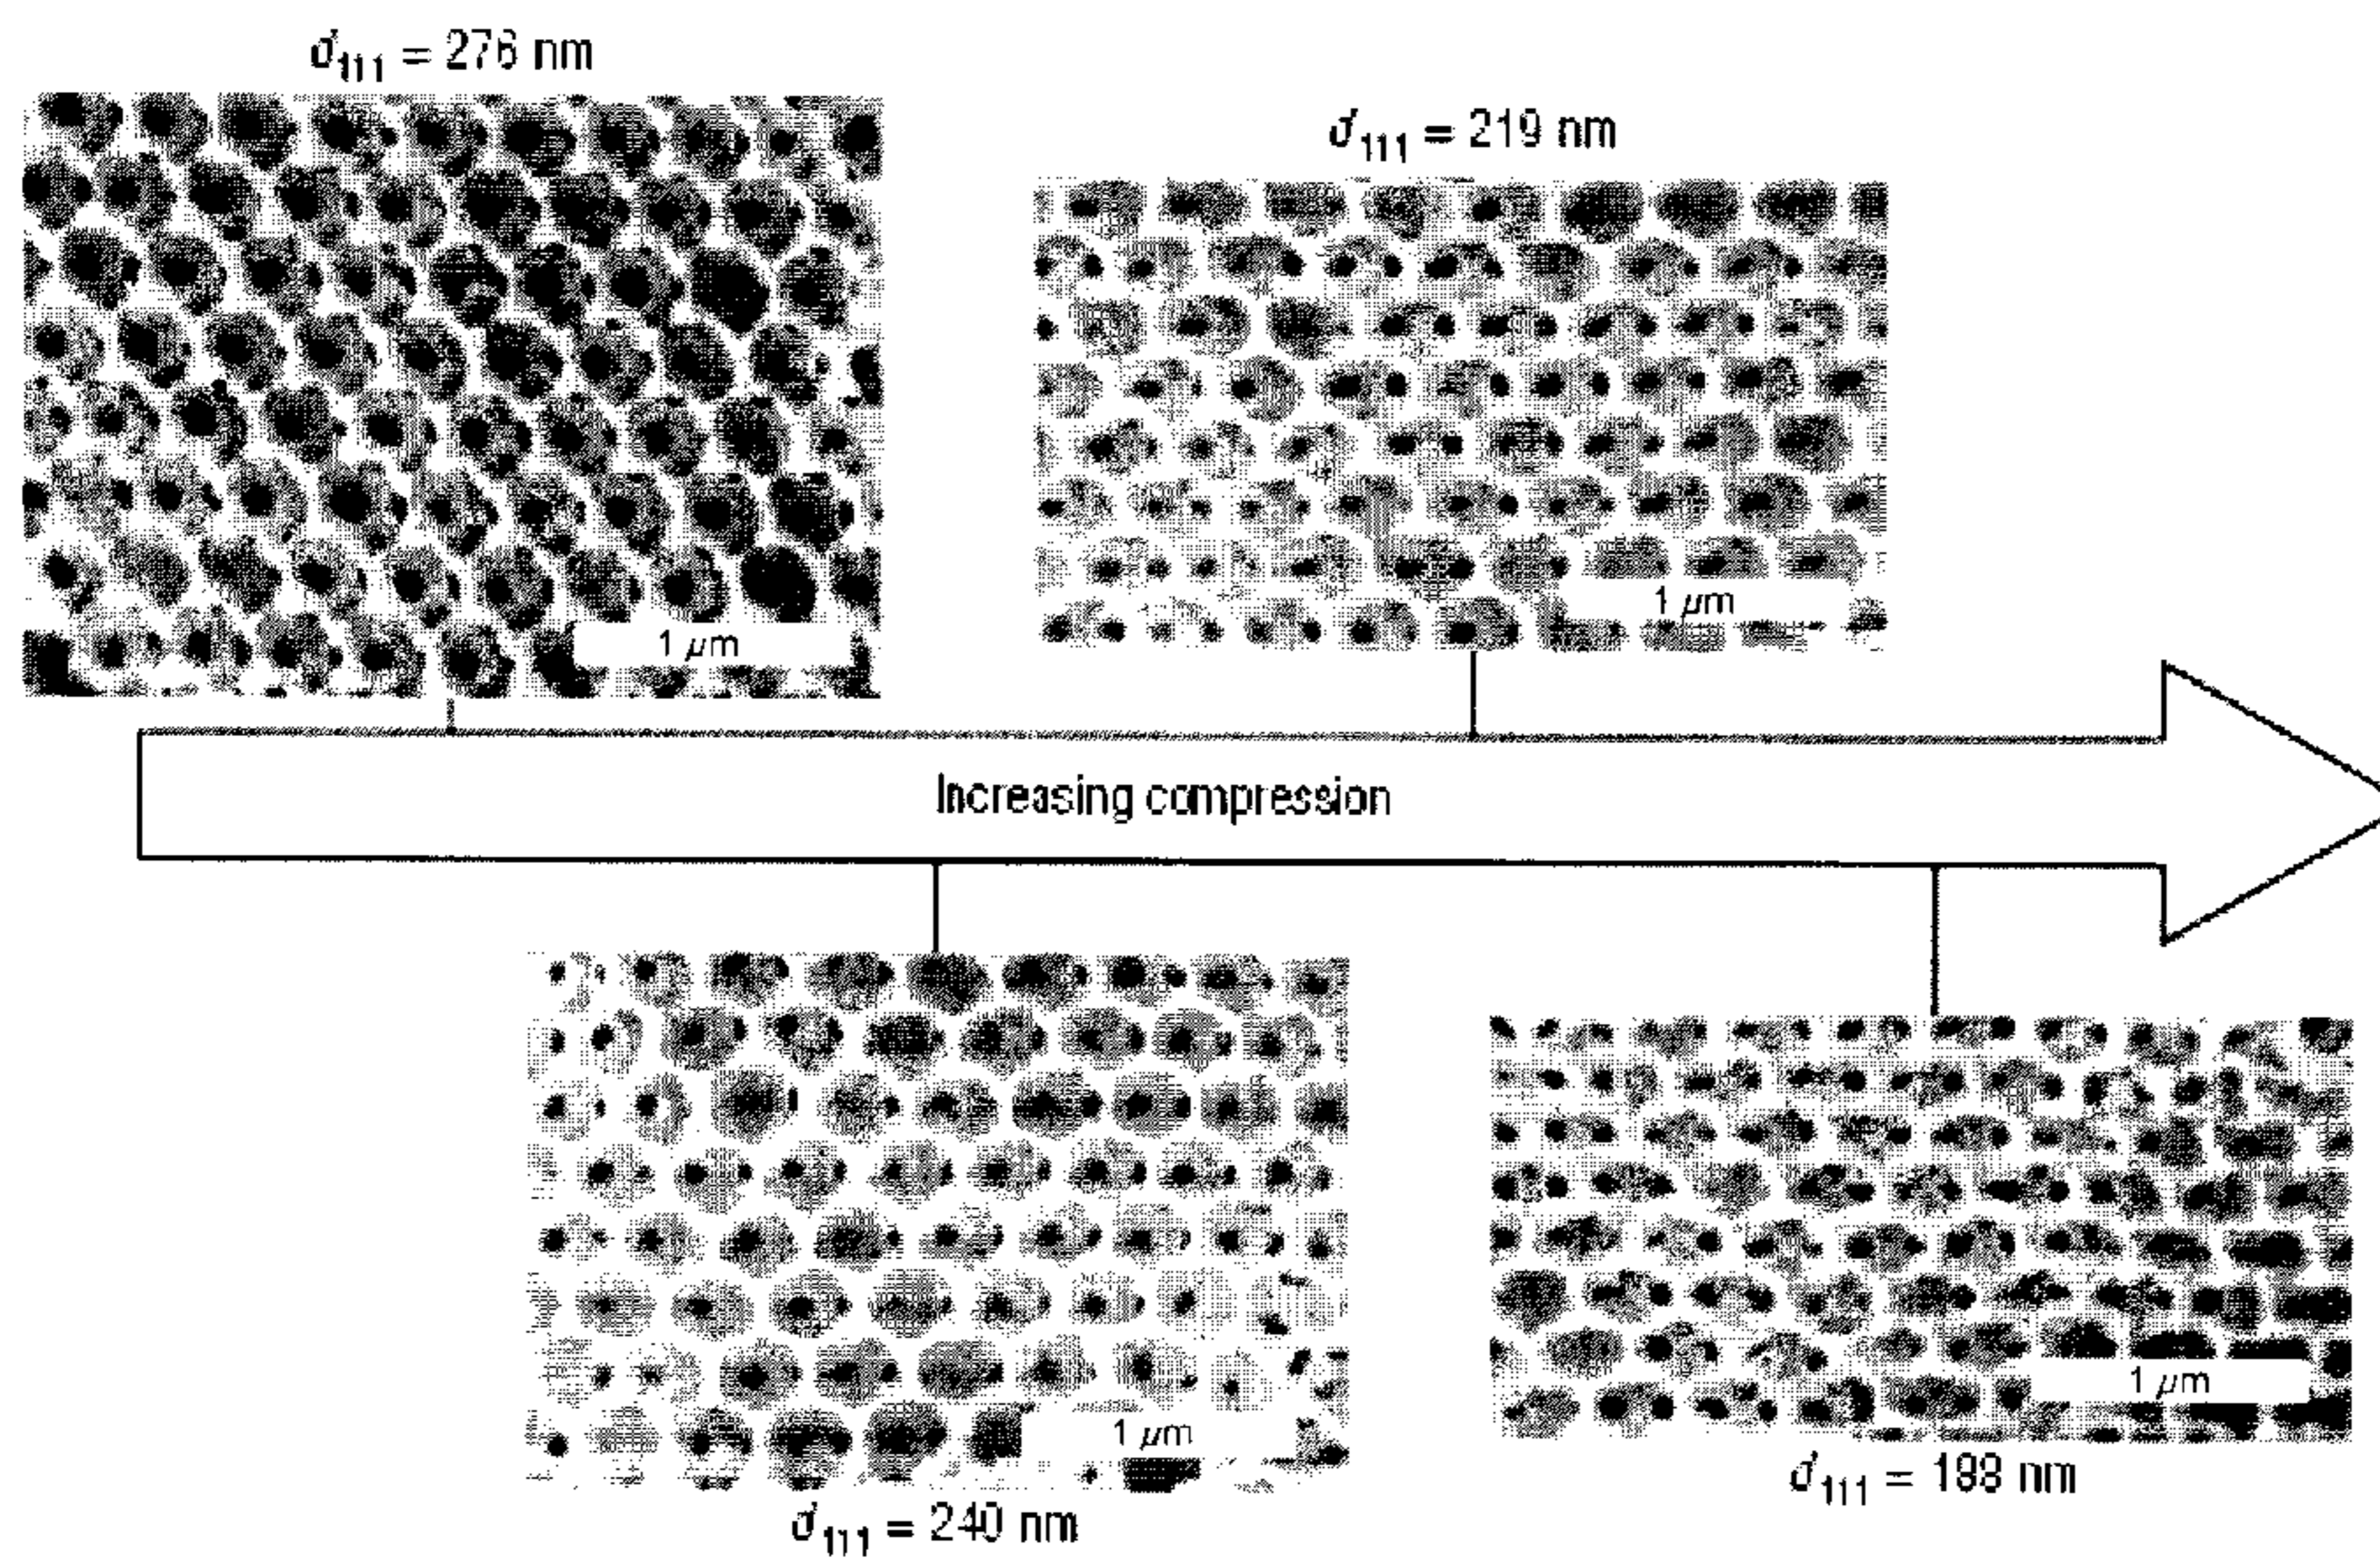 d111 = 276 nm
d111 = 219 nm
1 μm
1 μm
Increasing compression
1 μm
1 μm
d111 = 240 nm
d111 = 188 nm